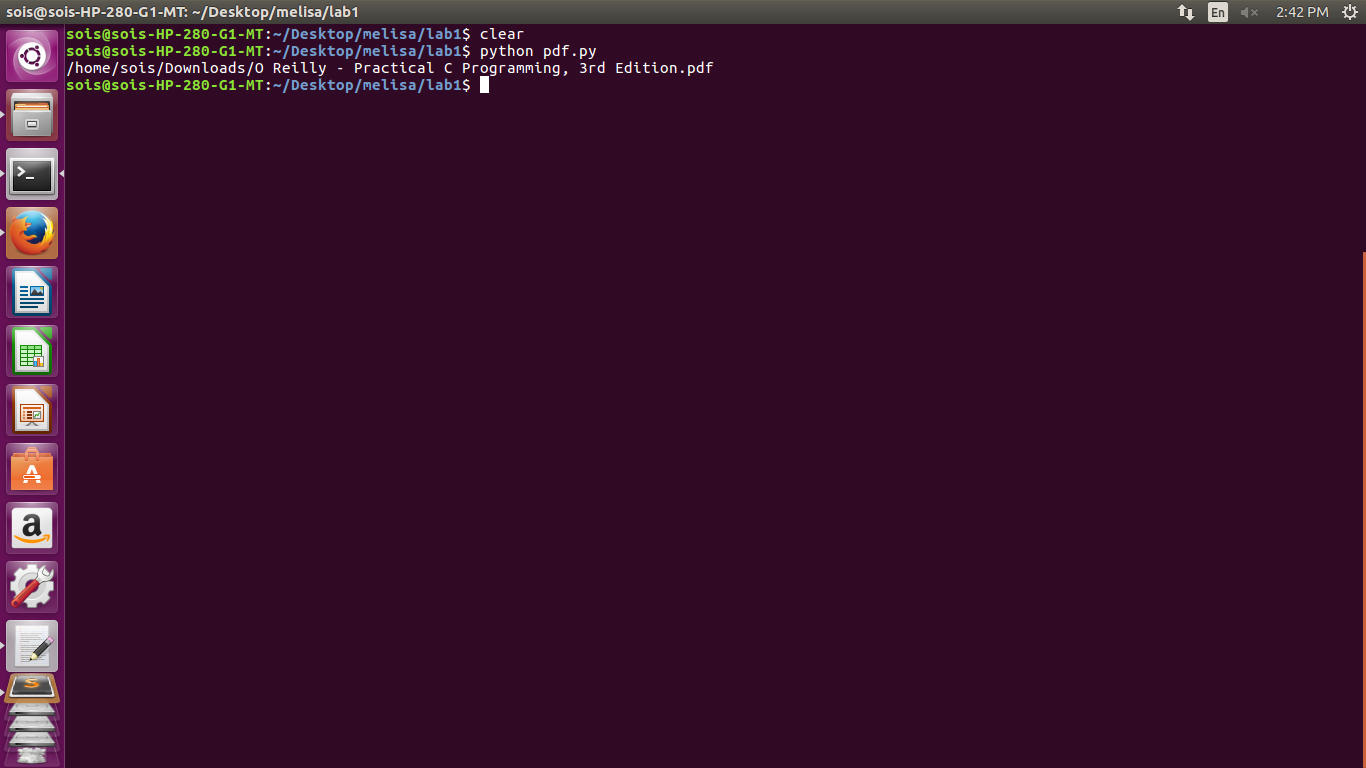 sois@sois-HP-280-G1-MT: ~/Desktop/melisa/lab1
En
2:42 PM
sois@sois-HP-280-G1-MT:~/Desktop/melisa/lab1$ clear
sois@sois-HP-280-G1-MT:~/Desktop/melisa/lab1$ python pdf.py
/home/sois/Downloads/O Reilly - Practical C Programming, 3rd Edition.pdf
sois@sois-HP-280-G1-MT:~/Desktop/melisa/lab1$